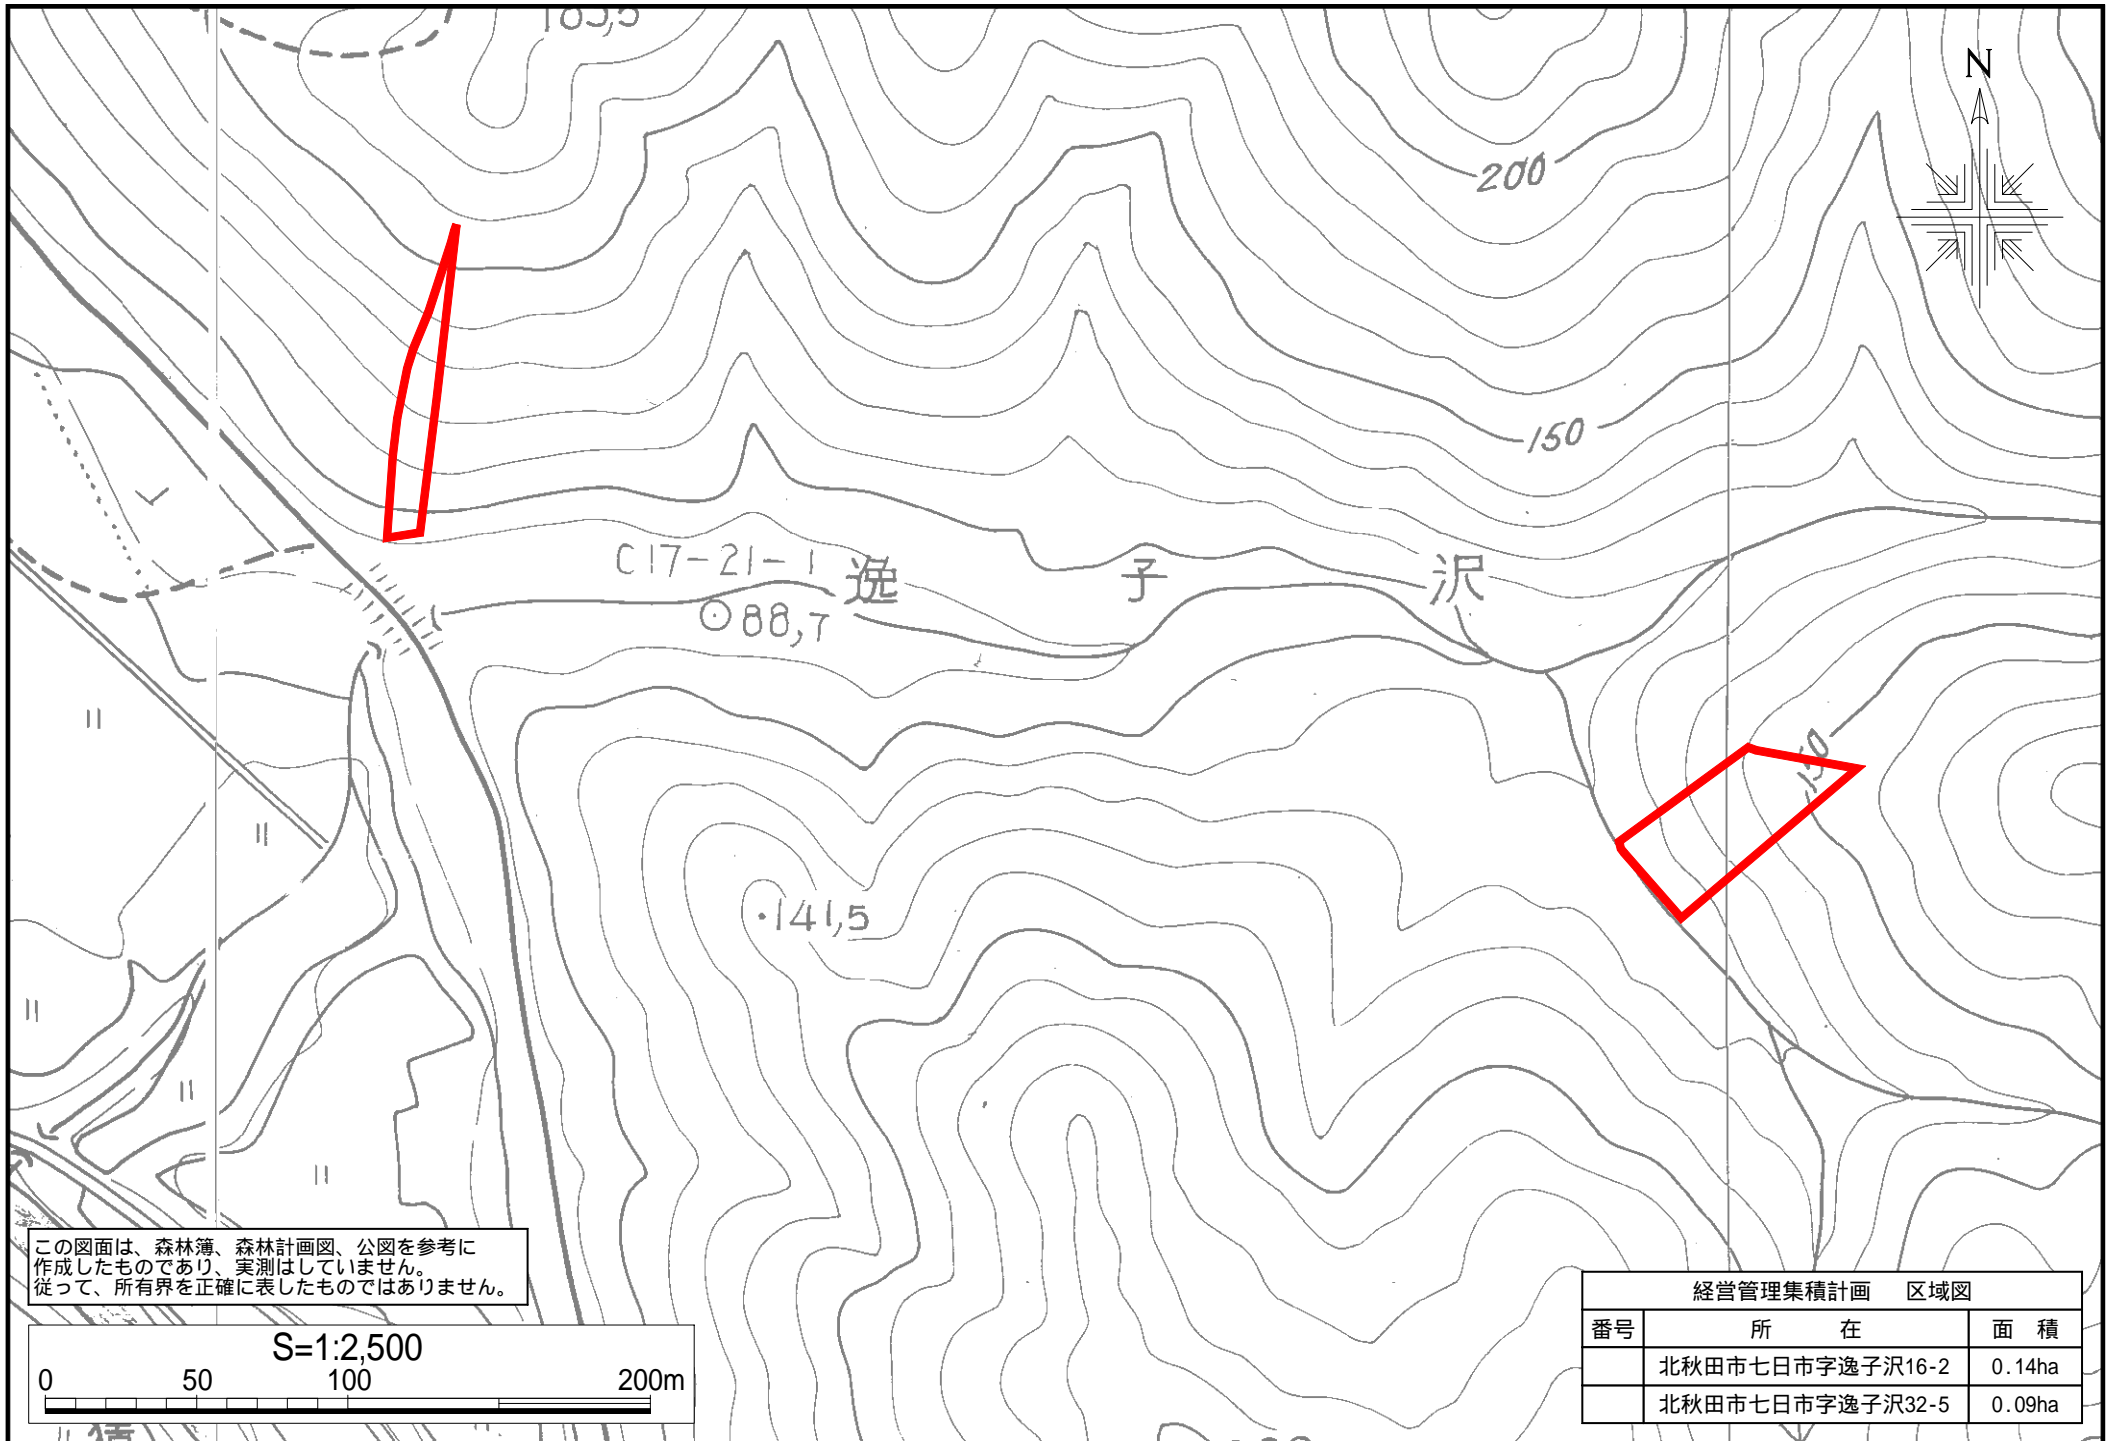 N
200
150
C17-21-1
逸子沢
88,7
150
141,5
この図面は、森林簿、森林計画図、公図を参考に
作成したものであり、実測はしていません。
従って、所有界を正確に表したものではありません。
S=1:2,500
0 50 100 200m
経営管理集積計画 区域図
番号 所在 面積
北秋田市七日市字逸子沢16-2 0.14ha
北秋田市七日市字逸子沢32-5 0.09ha